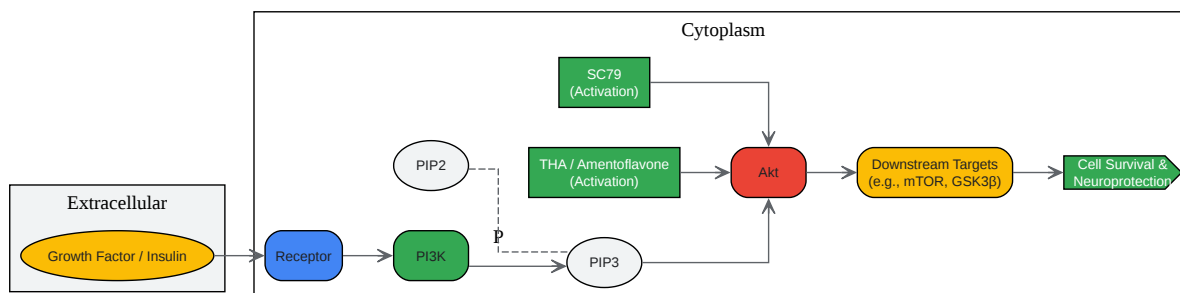 Cytoplasm
SC79
(Activation)
PIP2
THA / Amentoflavone
(Activation)
Akt
Downstream Targets
(e.g., mTOR, GSK3β)
Cell Survival &
Neuroprotection
Extracellular
Growth Factor / Insulin
Receptor
PI3K
P
PIP3